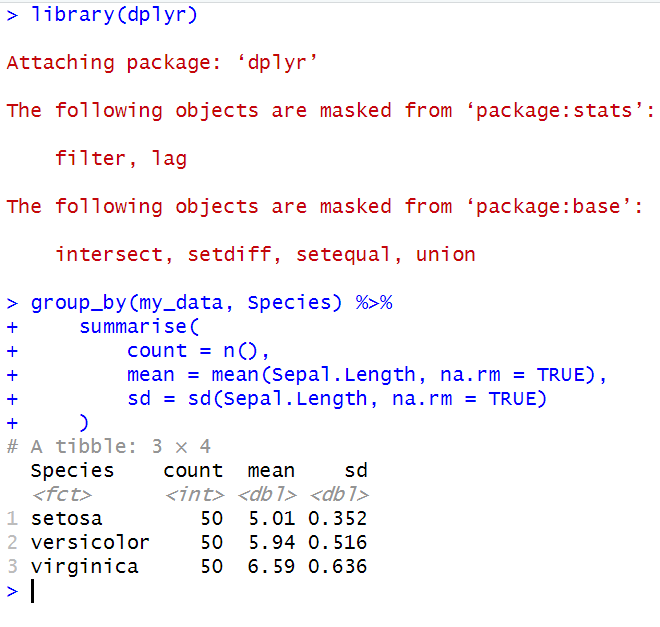 > library(dplyr)
Attaching package: ‘dplyr’
The following objects are masked from ‘package:stats’:
    filter, lag
The following objects are masked from ‘package:base’:
    intersect, setdiff, setequal, union
> group_by(my_data, Species) %>%
+     summarise(
+         count = n(),
+         mean = mean(Sepal.Length, na.rm = TRUE),
+         sd = sd(Sepal.Length, na.rm = TRUE)
+     )
# A tibble: 3 × 4
  Species    count  mean    sd
  <fct>      <int> <dbl> <dbl>
1 setosa        50  5.01 0.352
2 versicolor    50  5.94 0.516
3 virginica     50  6.59 0.636
>